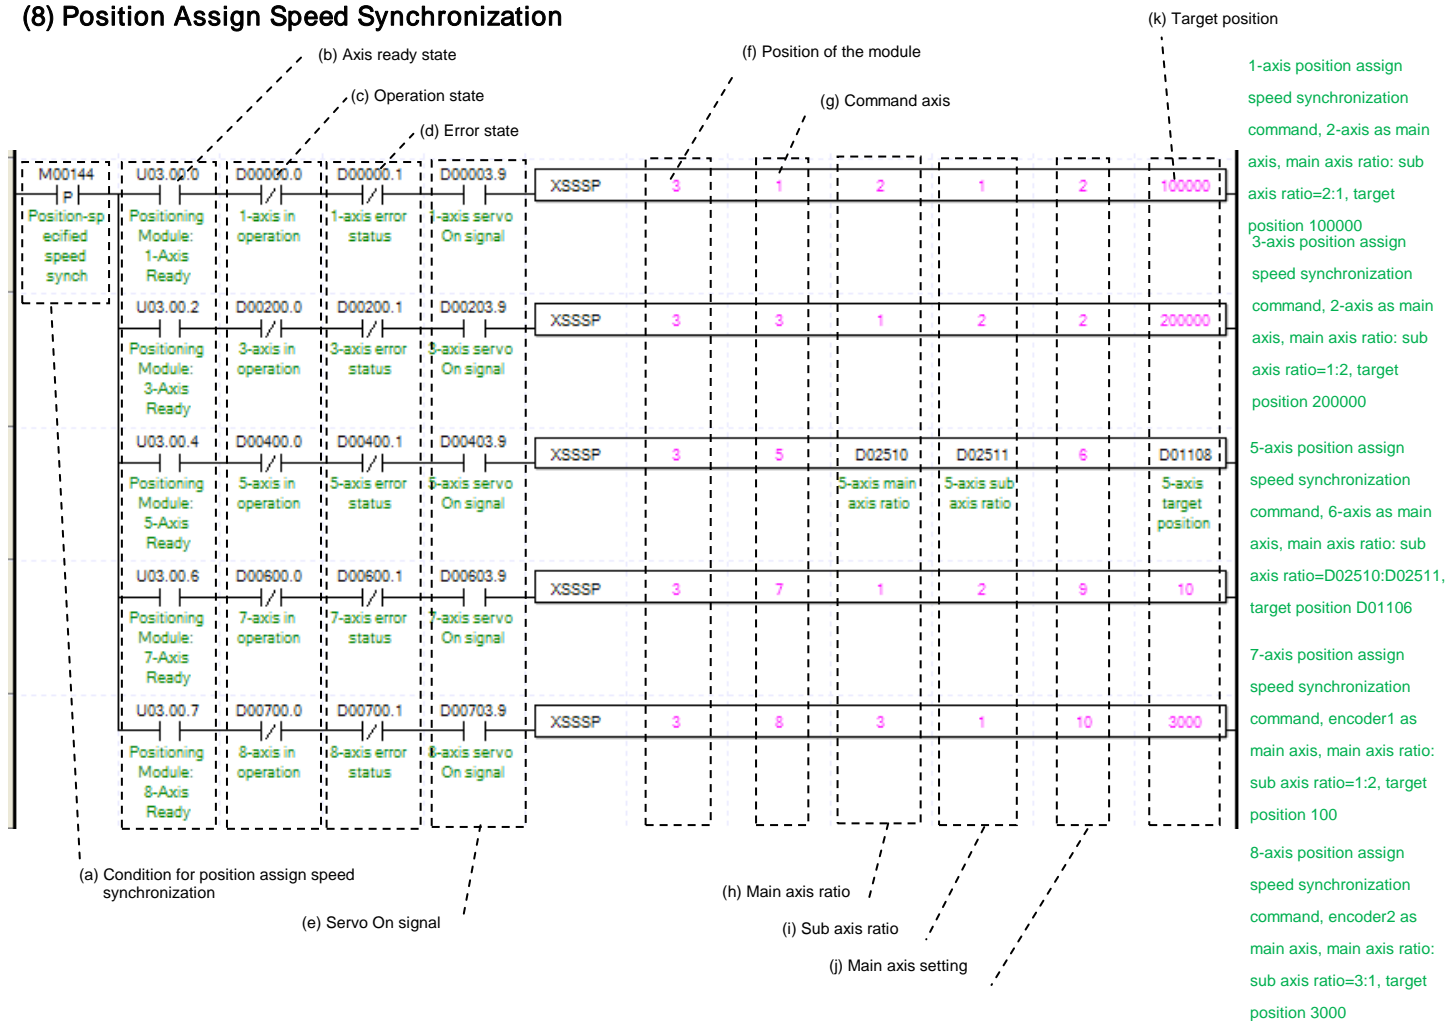 (8) Position Assign Speed Synchronization
(k) Target position
(b) Axis ready state
(f) Position of the module
(c) Operation state
(g) Command axis
(d) Error state
M00144
P
Position-sp
ecified
speed
synch
U03.00.0
D00000.0
D00000.1
D00003.9
XSSSP
3
1
2
1
2
100000
Positioning
Module:
1-Axis
Ready
1-axis in
operation
1-axis error
status
1-axis servo
On signal
U03.00.2
D00200.0
D00200.1
D00203.9
XSSSP
3
3
1
2
2
200000
Positioning
Module:
3-Axis
Ready
3-axis in
operation
3-axis error
status
3-axis servo
On signal
U03.00.4
D00400.0
D00400.1
D00403.9
XSSSP
3
5
D02510
D02511
6
D01108
Positioning
Module:
5-Axis
Ready
5-axis in
operation
5-axis error
status
5-axis servo
On signal
5-axis main
axis ratio
5-axis sub
axis ratio
5-axis
target
position
U03.00.6
D00600.0
D00600.1
D00603.9
XSSSP
3
7
1
2
9
10
Positioning
Module:
7-Axis
Ready
7-axis in
operation
7-axis error
status
7-axis servo
On signal
U03.00.7
D00700.0
D00700.1
D00703.9
XSSSP
3
8
3
1
10
3000
Positioning
Module:
8-Axis
Ready
8-axis in
operation
8-axis error
status
8-axis servo
On signal
1-axis position assign
speed synchronization
command, 2-axis as main
axis, main axis ratio: sub
axis ratio=2:1, target
position 100000
3-axis position assign
speed synchronization
command, 2-axis as main
axis, main axis ratio: sub
axis ratio=1:2, target
position 200000
5-axis position assign
speed synchronization
command, 6-axis as main
axis, main axis ratio: sub
axis ratio=D02510:D02511,
target position D01106
7-axis position assign
speed synchronization
command, encoder1 as
main axis, main axis ratio:
sub axis ratio=1:2, target
position 100
8-axis position assign
speed synchronization
command, encoder2 as
main axis, main axis ratio:
sub axis ratio=3:1, target
position 3000
(a) Condition for position assign speed
synchronization
(e) Servo On signal
(h) Main axis ratio
(i) Sub axis ratio
(j) Main axis setting